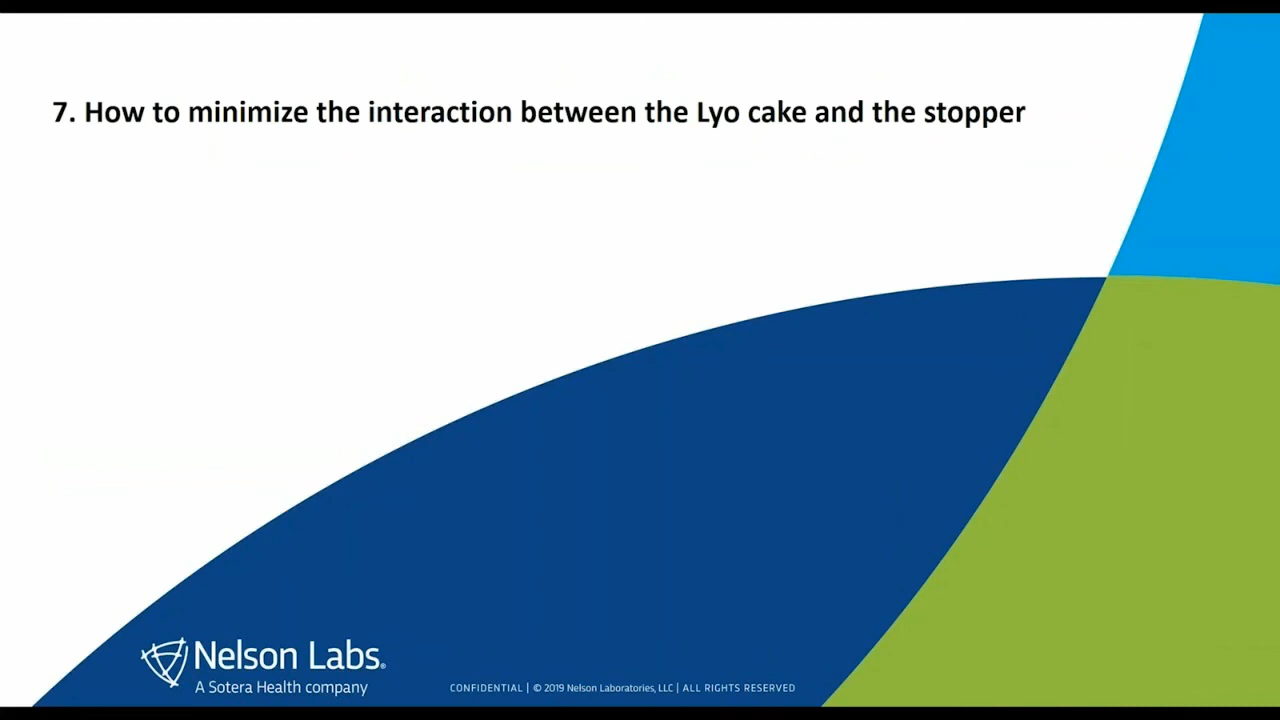 7. How to minimize the interaction between the Lyo cake and the stopper
Nelson Labs®
A Sotera Health company
CONFIDENTIAL | © 2019 Nelson Laboratories, LLC | ALL RIGHTS RESERVED